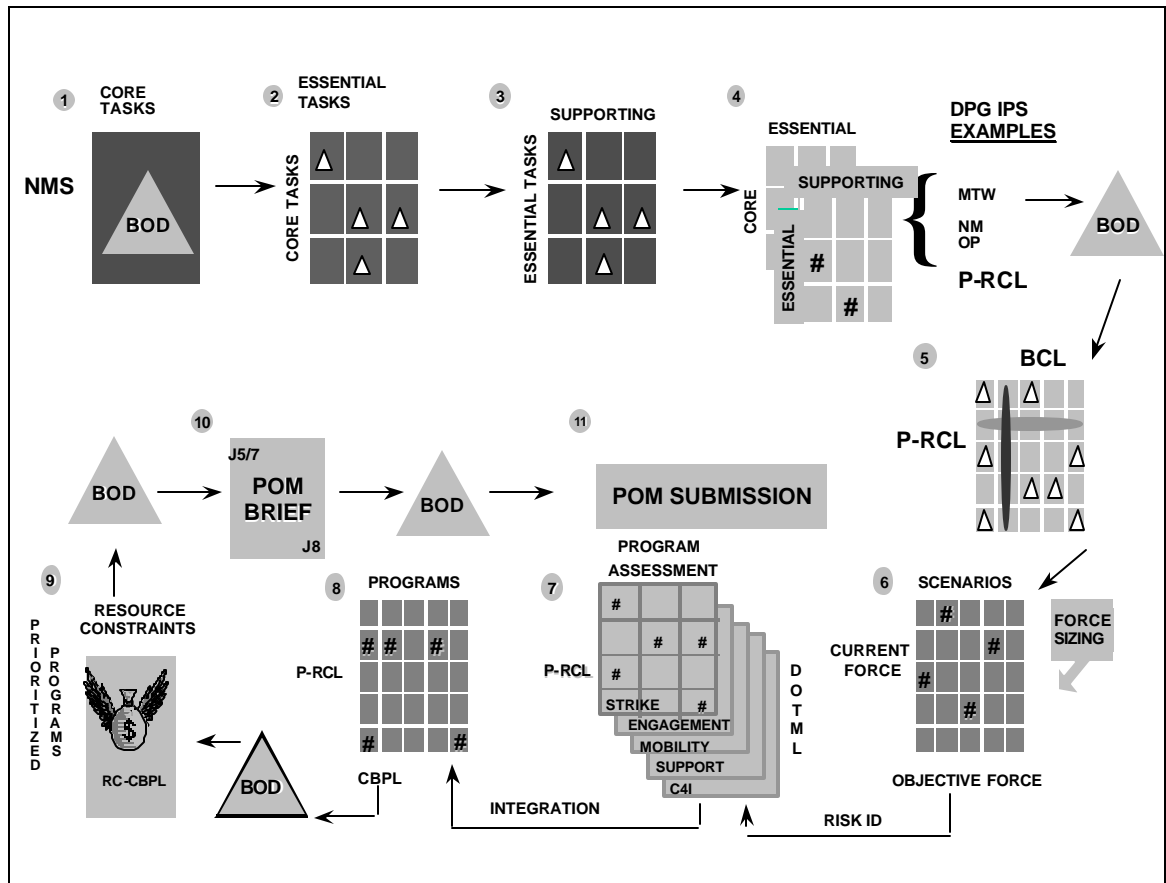 1
CORE
TASKS
NMS
BOD
2
ESSENTIAL
TASKS
CORE TASKS
3
SUPPORTING
ESSENTIAL TASKS
4
ESSENTIAL
SUPPORTING
CORE
ESSENTIAL
#
#
{
DPG IPS
EXAMPLES
MTW
NM
OP
P-RCL
BOD
5
BCL
P-RCL
6
SCENARIOS
CURRENT
FORCE
#
#
#
#
FORCE
SIZING
OBJECTIVE FORCE
RISK ID
7
PROGRAM
ASSESSMENT
P-RCL
#
# #
#
STRIKE #
ENGAGEMENT
MOBILITY
SUPPORT
C4I
DOTML
INTEGRATION
8
PROGRAMS
P-RCL
# # #
# #
CBPL
BOD
9
PRIORITIZED
PROGRAMS
RESOURCE
CONSTRAINTS
$
RC-CBPL
BOD
10
J5/7
POM
BRIEF
J8
BOD
11
POM SUBMISSION